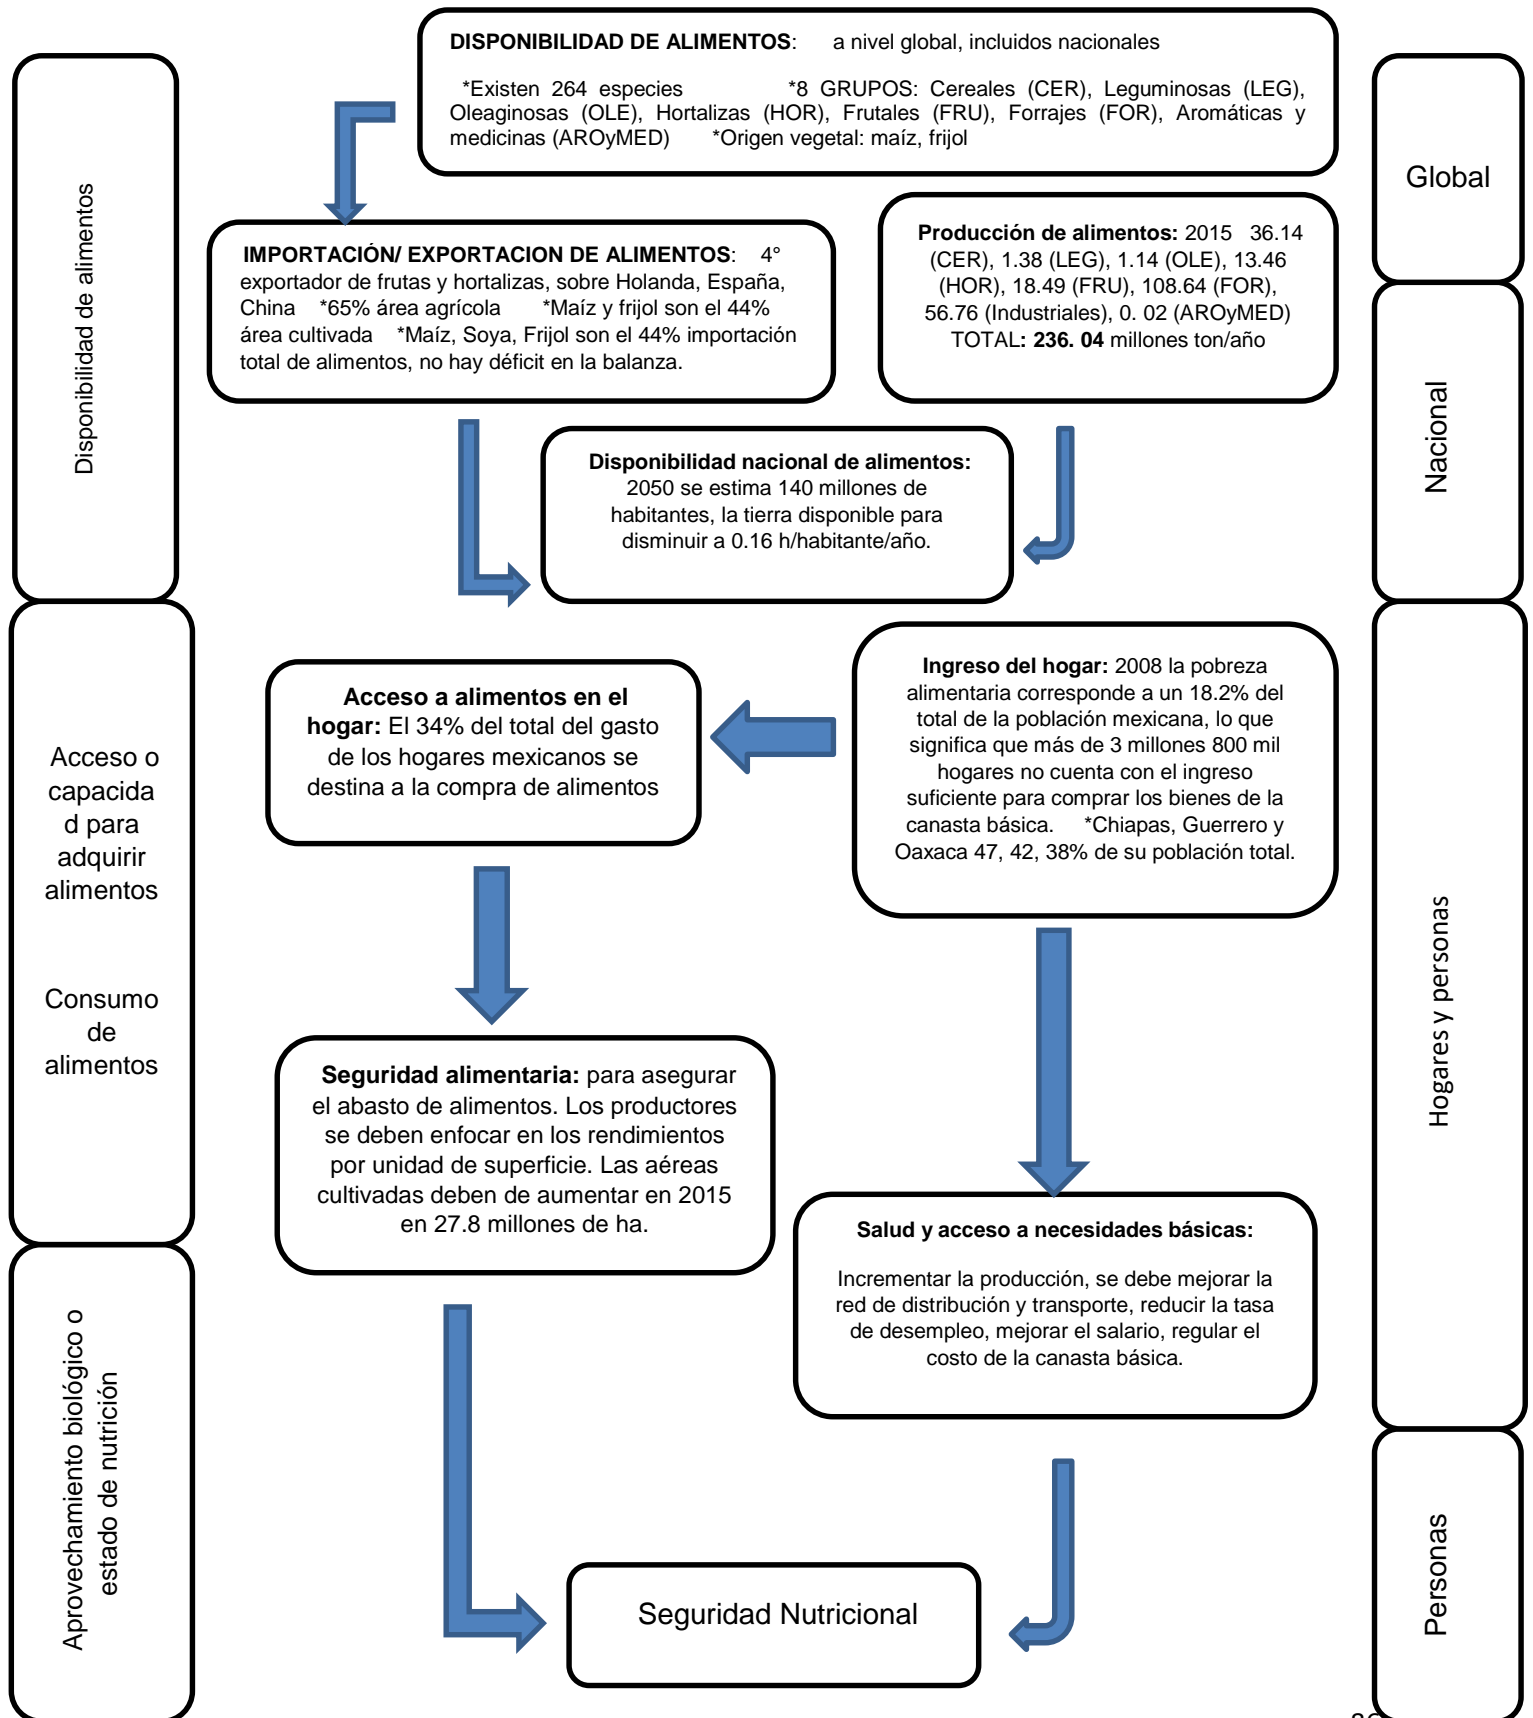 DISPONIBILIDAD DE ALIMENTOS: a nivel global, incluidos nacionales
*Existen 264 especies *8 GRUPOS: Cereales (CER), Leguminosas (LEG),
Oleaginosas (OLE), Hortalizas (HOR), Frutales (FRU), Forrajes (FOR), Aromáticas y
medicinas (AROyMED) *Origen vegetal: maíz, frijol
Disponibilidad de alimentos
Global
IMPORTACIÓN/ EXPORTACION DE ALIMENTOS: 4°
exportador de frutas y hortalizas, sobre Holanda, España,
China *65% área agrícola *Maíz y frijol son el 44%
área cultivada *Maíz, Soya, Frijol son el 44% importación
total de alimentos, no hay déficit en la balanza.
Producción de alimentos: 2015 36.14
(CER), 1.38 (LEG), 1.14 (OLE), 13.46
(HOR), 18.49 (FRU), 108.64 (FOR),
56.76 (Industriales), 0. 02 (AROyMED)
TOTAL: 236. 04 millones ton/año
Nacional
Disponibilidad nacional de alimentos:
2050 se estima 140 millones de
habitantes, la tierra disponible para
disminuir a 0.16 h/habitante/año.
Acceso o
capacida
d para
adquirir
alimentos
Consumo
de
alimentos
Acceso a alimentos en el
hogar: El 34% del total del gasto
de los hogares mexicanos se
destina a la compra de alimentos
Ingreso del hogar: 2008 la pobreza
alimentaria corresponde a un 18.2% del
total de la población mexicana, lo que
significa que más de 3 millones 800 mil
hogares no cuenta con el ingreso
suficiente para comprar los bienes de la
canasta básica. *Chiapas, Guerrero y
Oaxaca 47, 42, 38% de su población total.
Hogares y personas
Seguridad alimentaria: para asegurar
el abasto de alimentos. Los productores
se deben enfocar en los rendimientos
por unidad de superficie. Las aéreas
cultivadas deben de aumentar en 2015
en 27.8 millones de ha.
Salud y acceso a necesidades básicas:
Incrementar la producción, se debe mejorar la
red de distribución y transporte, reducir la tasa
de desempleo, mejorar el salario, regular el
costo de la canasta básica.
Aprovechamiento biológico o
estado de nutrición
Seguridad Nutricional
Personas